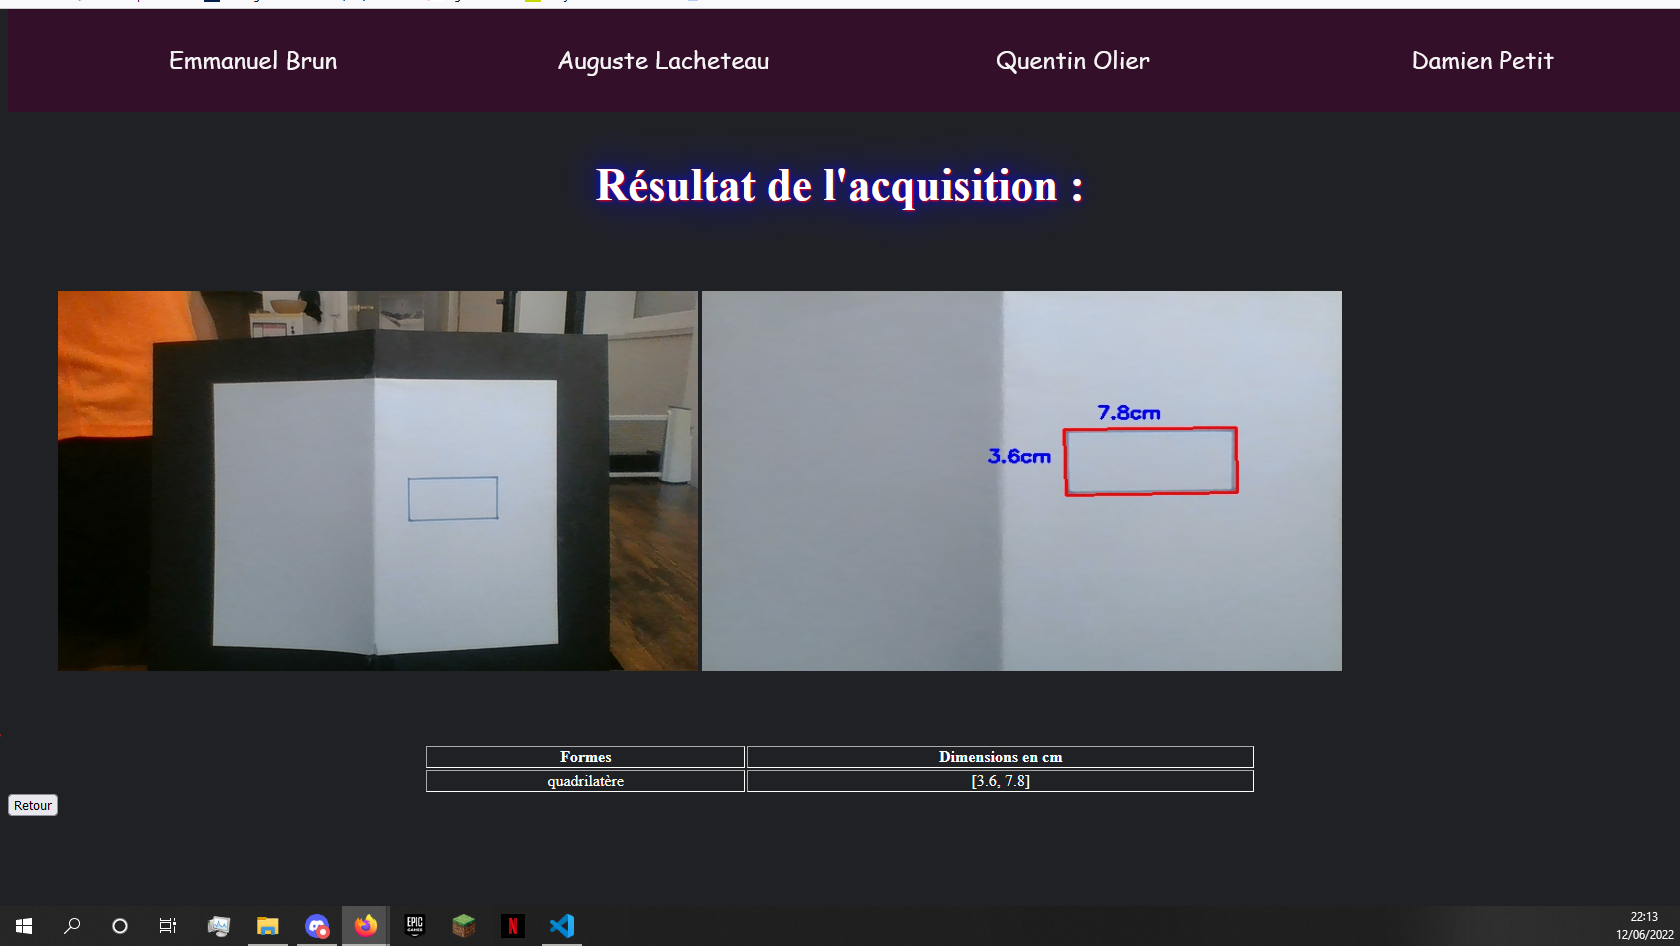 Emmanuel Brun
Auguste Lacheteau
Quentin Olier
Damien Petit
Résultat de l'acquisition :
7.8cm
3.6cm
Formes
Dimensions en cm
quadrilatère
[3.6, 7.8]
Retour
EPIC
GAMES
N
22:13
12/06/2022